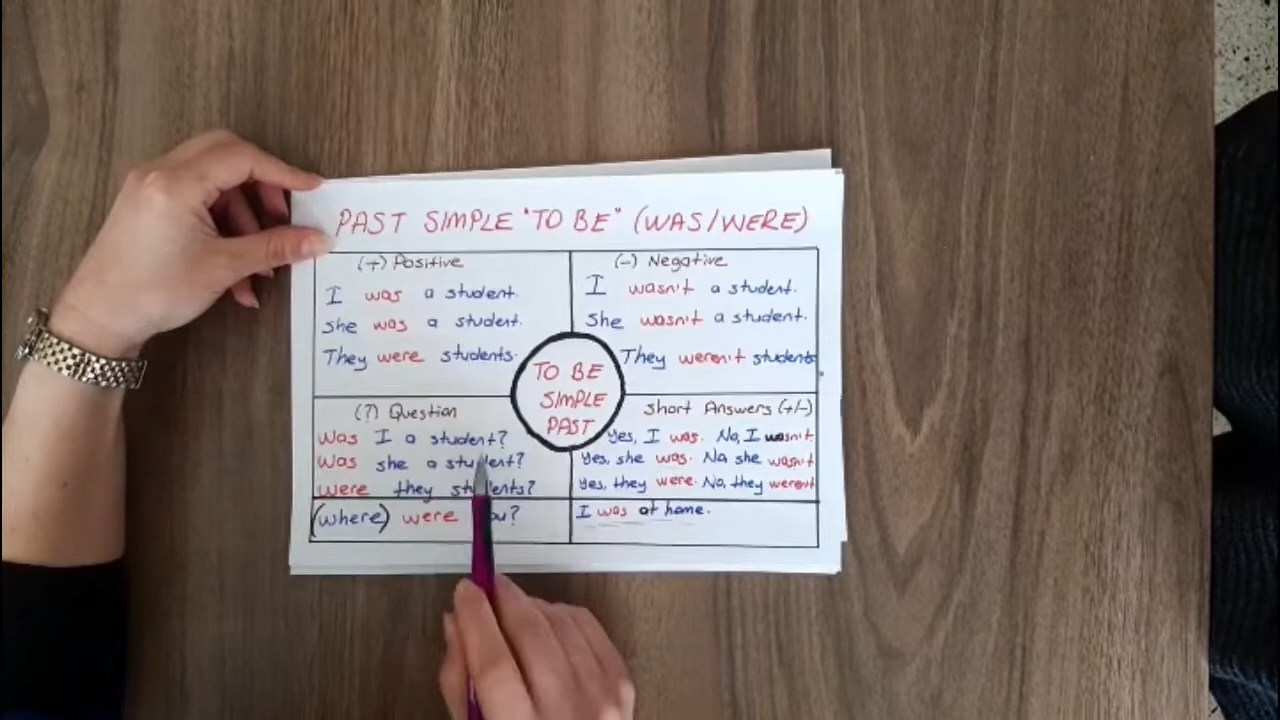 PAST SIMPLE "TO BE" (WAS/WERE)
(+) Positive
I was a student.
She was a student.
They were students.
(-) Negative
I wasn't a student.
She wasn't a student.
They weren't students
TO BE
SIMPLE
PAST
(?) Question
Was I a student?
Was she a student?
Were they students?
(where) were ?
Short Answers (+/-)
Yes, I was. No, I wasn't
Yes, she was. No she wasn't
Yes, they were. No, they weren't
I was at home.